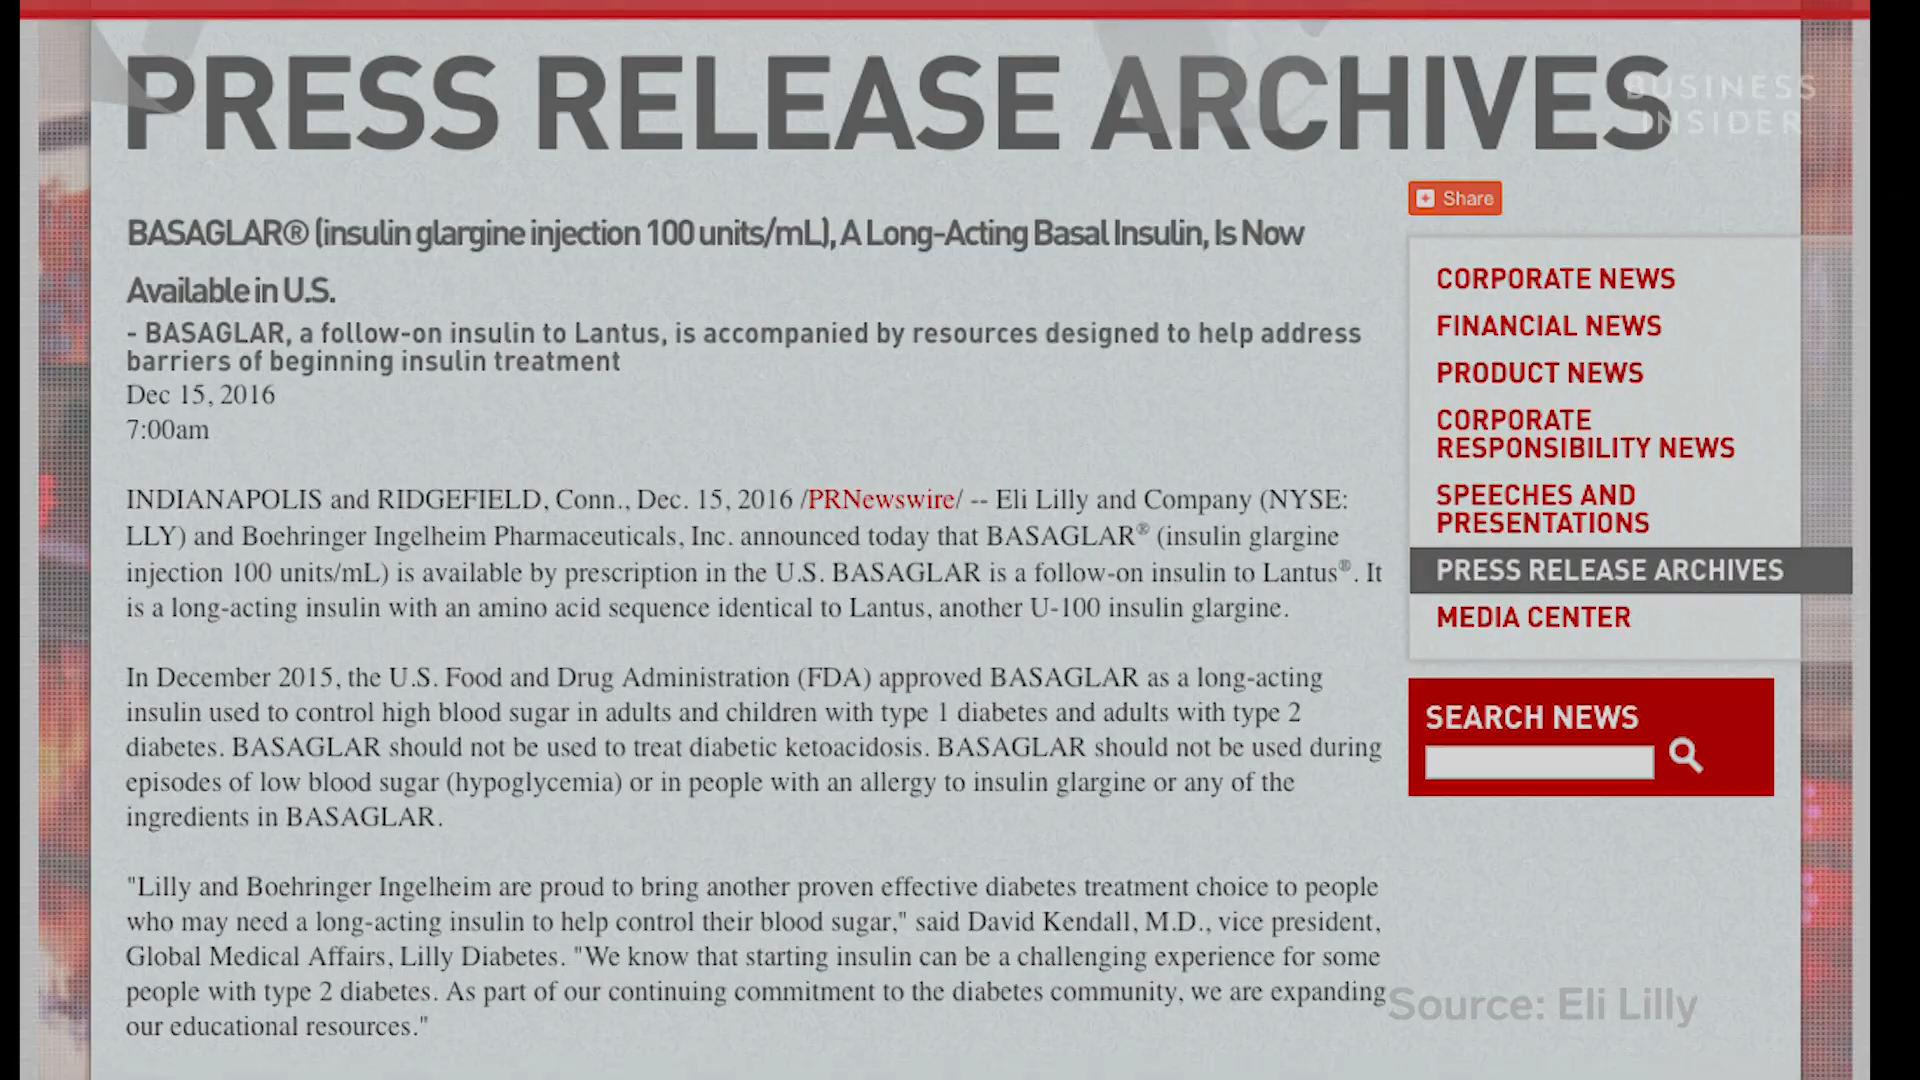 PRESS RELEASE ARCHIVES
BUSINESS
INSIDER
Share
BASAGLAR® (insulin glargine injection 100 units/mL), A Long-Acting Basal Insulin, Is Now
Available in U.S.
- BASAGLAR, a follow-on insulin to Lantus, is accompanied by resources designed to help address
barriers of beginning insulin treatment
Dec 15, 2016
7:00am
INDIANAPOLIS and RIDGEFIELD, Conn., Dec. 15, 2016 /PRNewswire/ -- Eli Lilly and Company (NYSE:
LLY) and Boehringer Ingelheim Pharmaceuticals, Inc. announced today that BASAGLAR® (insulin glargine
injection 100 units/mL) is available by prescription in the U.S. BASAGLAR is a follow-on insulin to Lantus®. It
is a long-acting insulin with an amino acid sequence identical to Lantus, another U-100 insulin glargine.
In December 2015, the U.S. Food and Drug Administration (FDA) approved BASAGLAR as a long-acting
insulin used to control high blood sugar in adults and children with type 1 diabetes and adults with type 2
diabetes. BASAGLAR should not be used to treat diabetic ketoacidosis. BASAGLAR should not be used during
episodes of low blood sugar (hypoglycemia) or in people with an allergy to insulin glargine or any of the
ingredients in BASAGLAR.
"Lilly and Boehringer Ingelheim are proud to bring another proven effective diabetes treatment choice to people
who may need a long-acting insulin to help control their blood sugar," said David Kendall, M.D., vice president,
Global Medical Affairs, Lilly Diabetes. "We know that starting insulin can be a challenging experience for some
people with type 2 diabetes. As part of our continuing commitment to the diabetes community, we are expanding
our educational resources."
CORPORATE NEWS
FINANCIAL NEWS
PRODUCT NEWS
CORPORATE
RESPONSIBILITY NEWS
SPEECHES AND
PRESENTATIONS
PRESS RELEASE ARCHIVES
MEDIA CENTER
SEARCH NEWS
Source: Eli Lilly